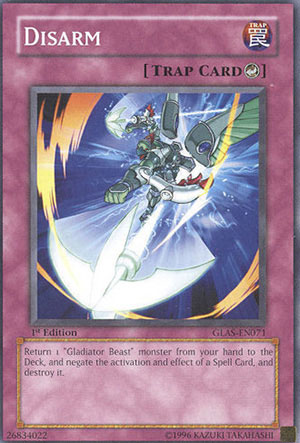 DISARM
TRAP
罠
[TRAP CARD]
1st Edition
GLAS-EN071
Return 1 "Gladiator Beast" monster from your hand to the
Deck, and negate the activation and effect of a Spell Card, and
destroy it.
26834022
©1996 KAZUKI TAKAHASHI